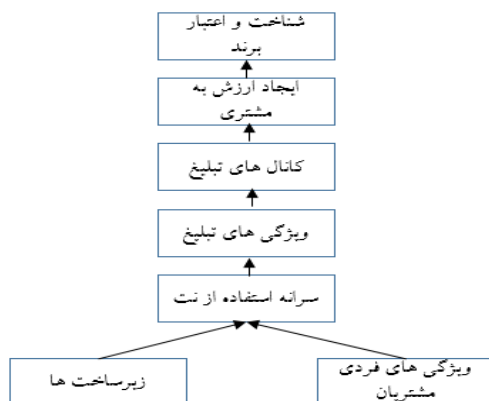 شناخت و اعتبار
برند
ایجاد ارزش به
مشتری
کانال های تبلیغ
ویژگی های تبلیغ
سرانه استفاده از نت
ویژگی های فردی
مشتریان
زیرساخت ها